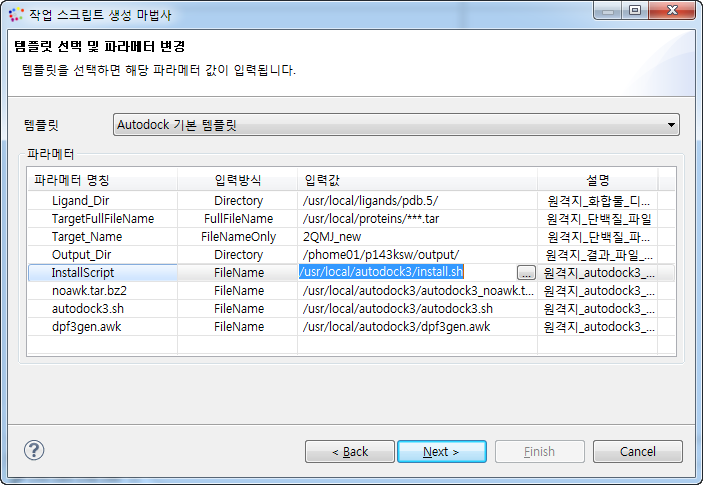 작업 스크립트 생성 마법사
템플릿 선택 및 파라메터 변경
템플릿을 선택하면 해당 파라메터 값이 입력됩니다.
템플릿 Autodock 기본 템플릿
파라메터
파라메터 명칭 입력방식 입력값 설명
Ligand_Dir Directory /usr/local/ligands/pdb.5/ 원격지_화합물_디...
TargetFullFileName FullFileName /usr/local/proteins/***.tar 원격지_단백질_파일
Target_Name FileNameOnly 2QMJ_new 원격지_단백질_파...
Output_Dir Directory /phome01/p143ksw/output/ 원격지_결과_파일_...
InstallScript FileName /usr/local/autodock3/install.sh ... 원격지_autodock3_...
noawk.tar.bz2 FileName /usr/local/autodock3/autodock3_noawk.t... 원격지_autodock3_...
autodock3.sh FileName /usr/local/autodock3/autodock3.sh 원격지_autodock3_...
dpf3gen.awk FileName /usr/local/autodock3/dpf3gen.awk 원격지_autodock3_...
? < Back Next > Finish Cancel